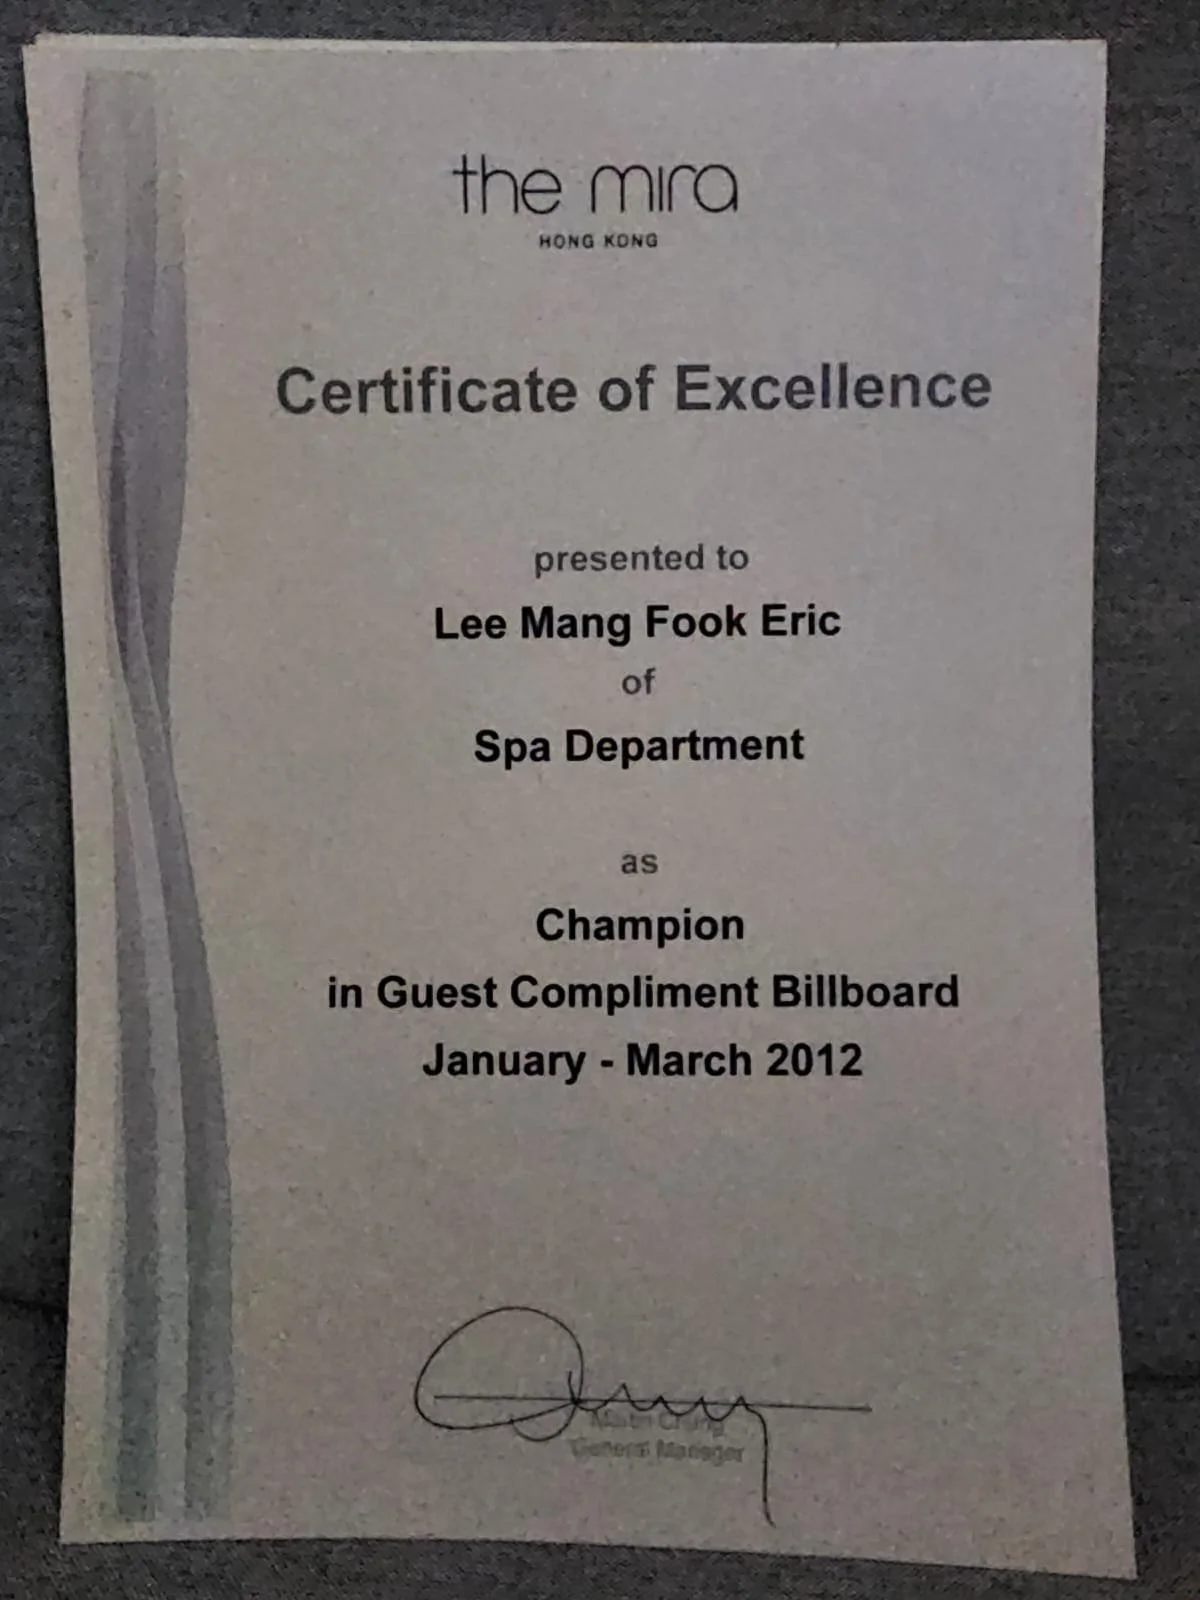 the mira
HONG KONG
Certificate of Excellence
presented to
Lee Mang Fook Eric
of
Spa Department
as
Champion
in Guest Compliment Billboard
January - March 2012
General Manager